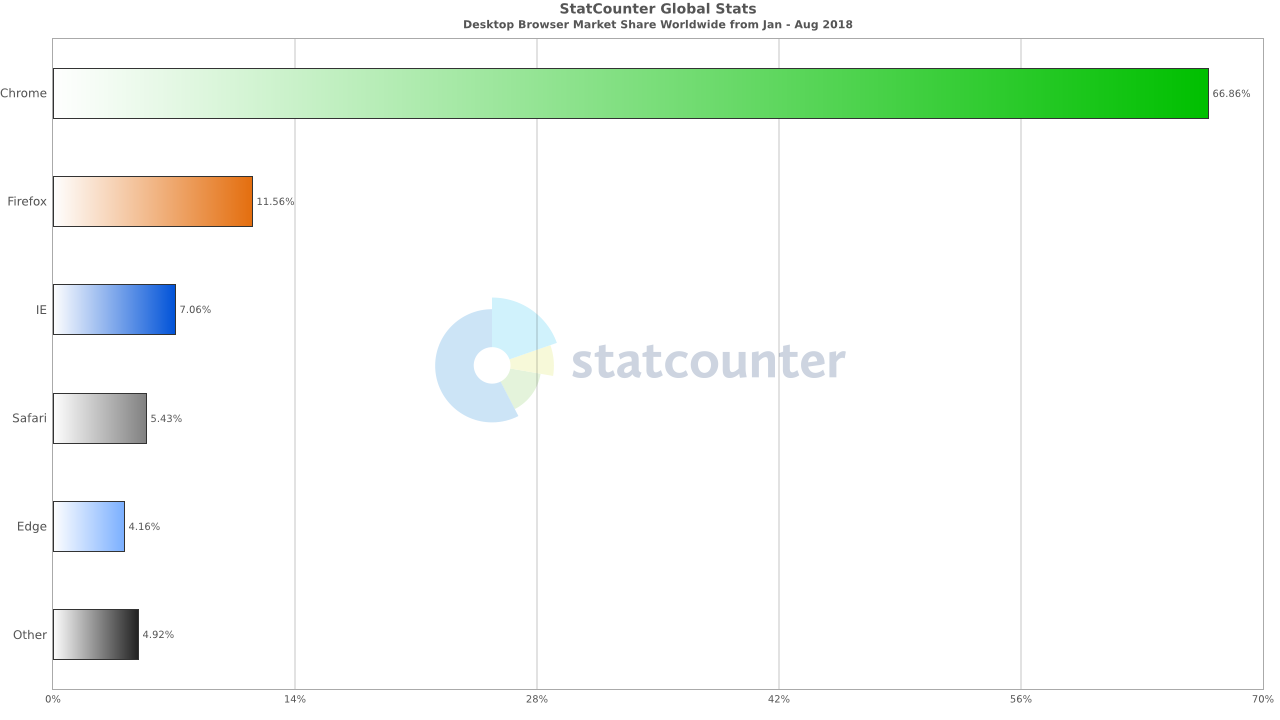 StatCounter Global Stats
Desktop Browser Market Share Worldwide from Jan - Aug 2018
Chrome 66.86%
Firefox 11.56%
IE 7.06%
statcounter
Safari 5.43%
Edge 4.16%
Other 4.92%
0% 14% 28% 42% 56% 70%